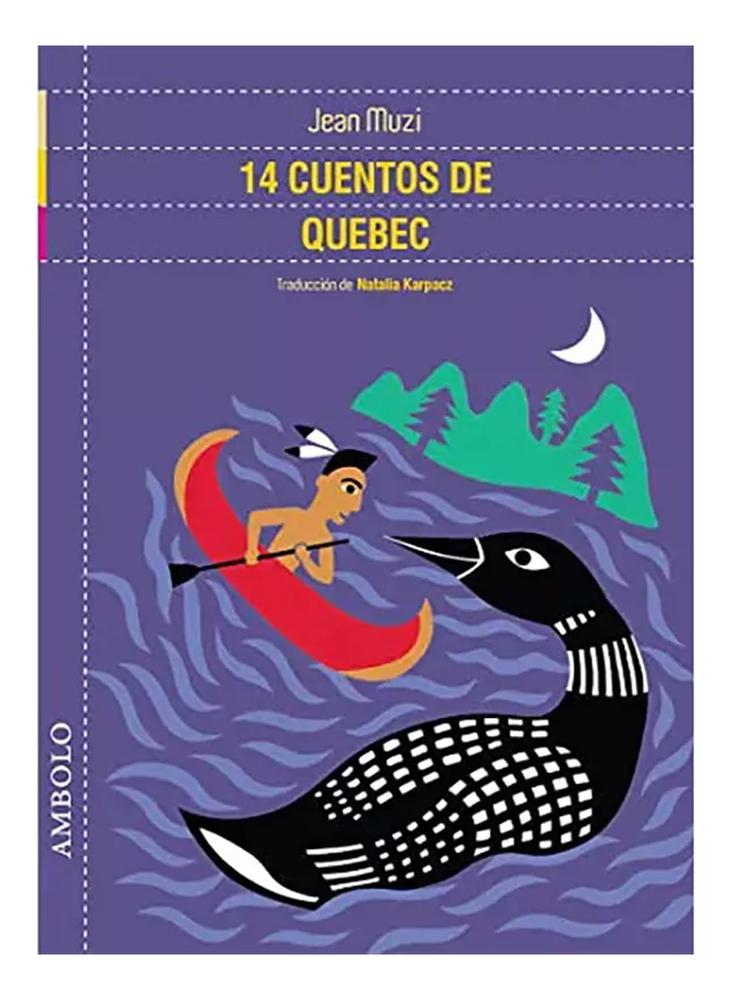 Jean Muzi
14 CUENTOS DE
QUEBEC
Traducción de Natalia Karpacz
AMBOLO